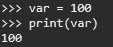 >>> var = 100
>>> print(var)
100